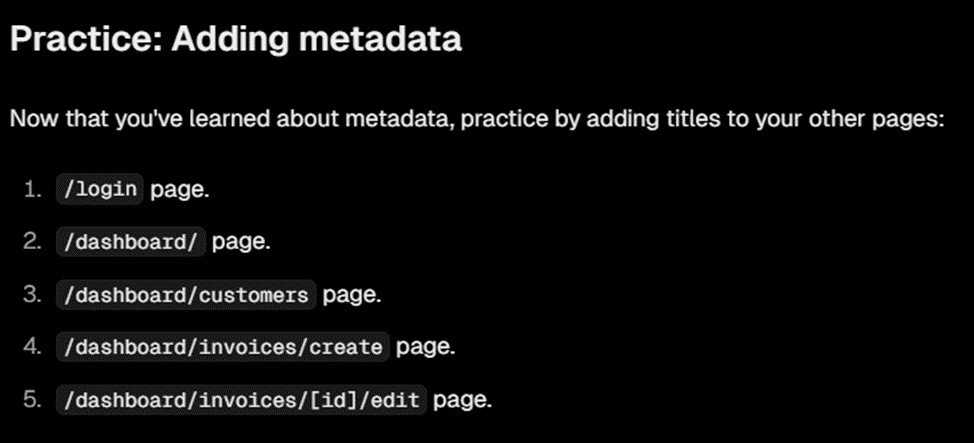 Practice: Adding metadata
Now that you've learned about metadata, practice by adding titles to your other pages:
1. /login page.
2. /dashboard/ page.
3. /dashboard/customers page.
4. /dashboard/invoices/create page.
5. /dashboard/invoices/[id]/edit page.